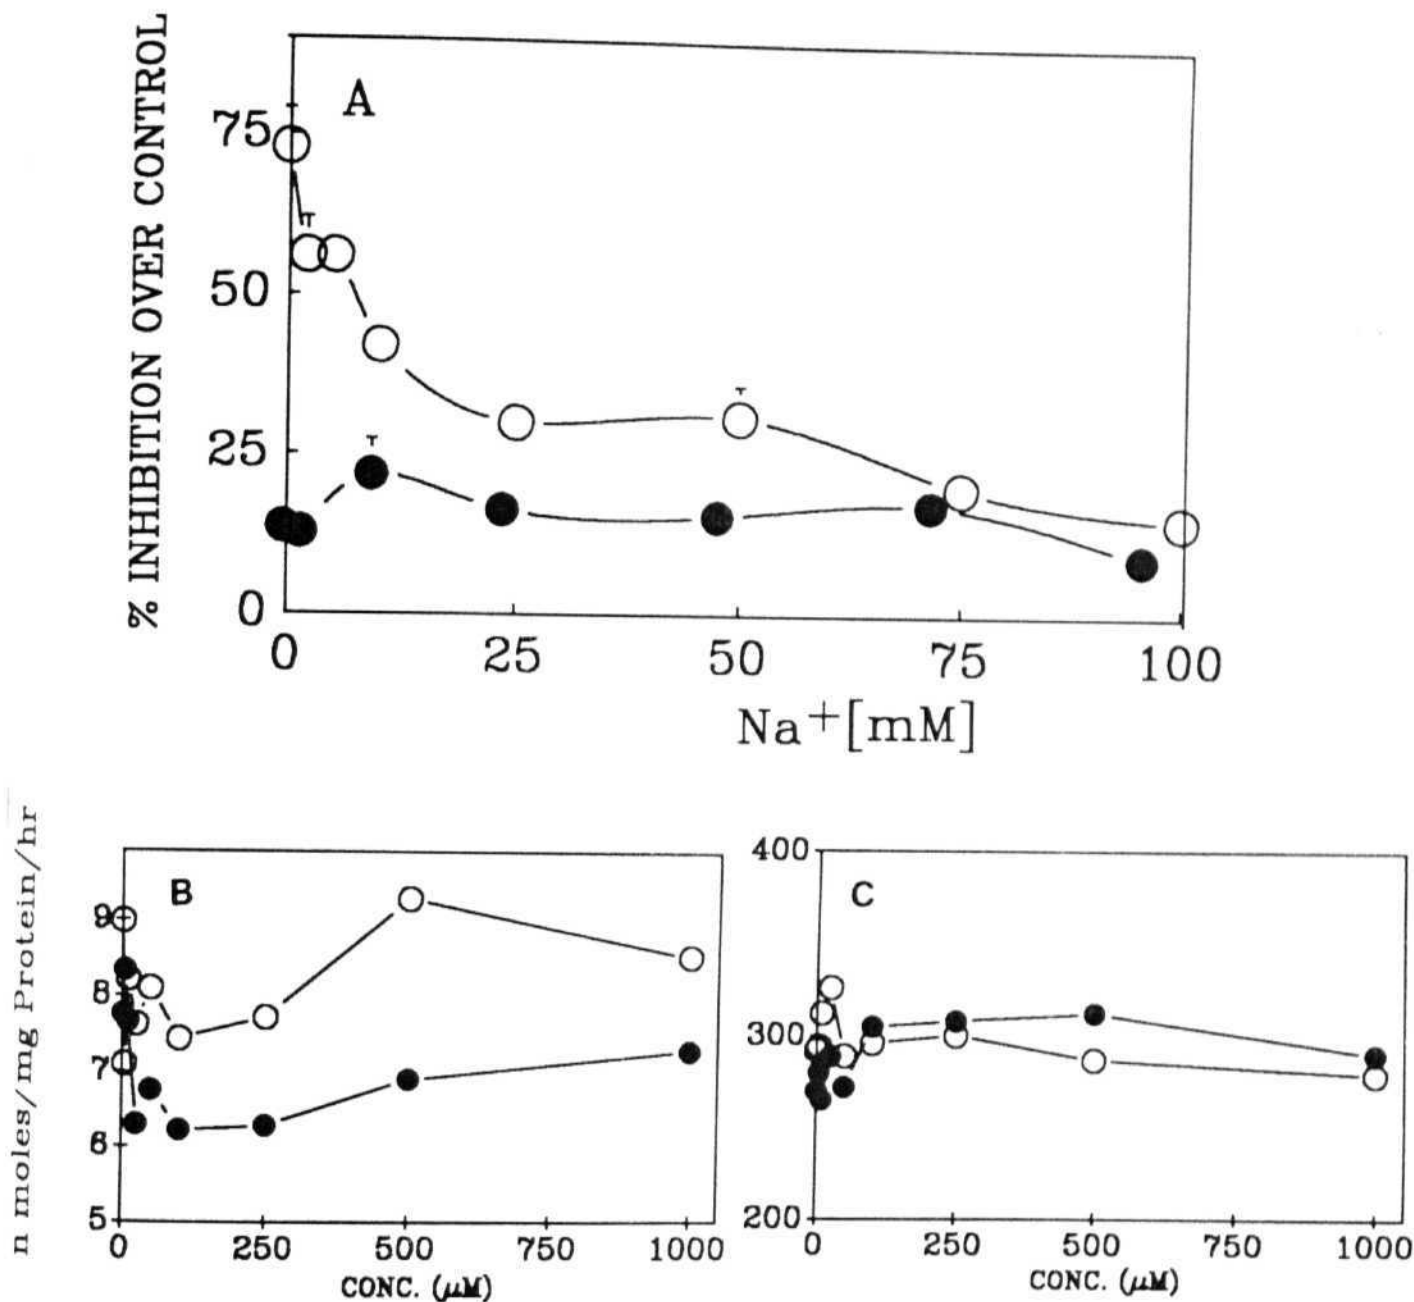 % INHIBITION OVER CONTROL
A
75
50
25
0
0 25 50 75 100
Na+[mM]
n moles/mg Protein/hr
B
9
8
7
6
5
0 250 500 750 1000
CONC. (μM)
C
400
300
200
0 250 500 750 1000
CONC. (μM)